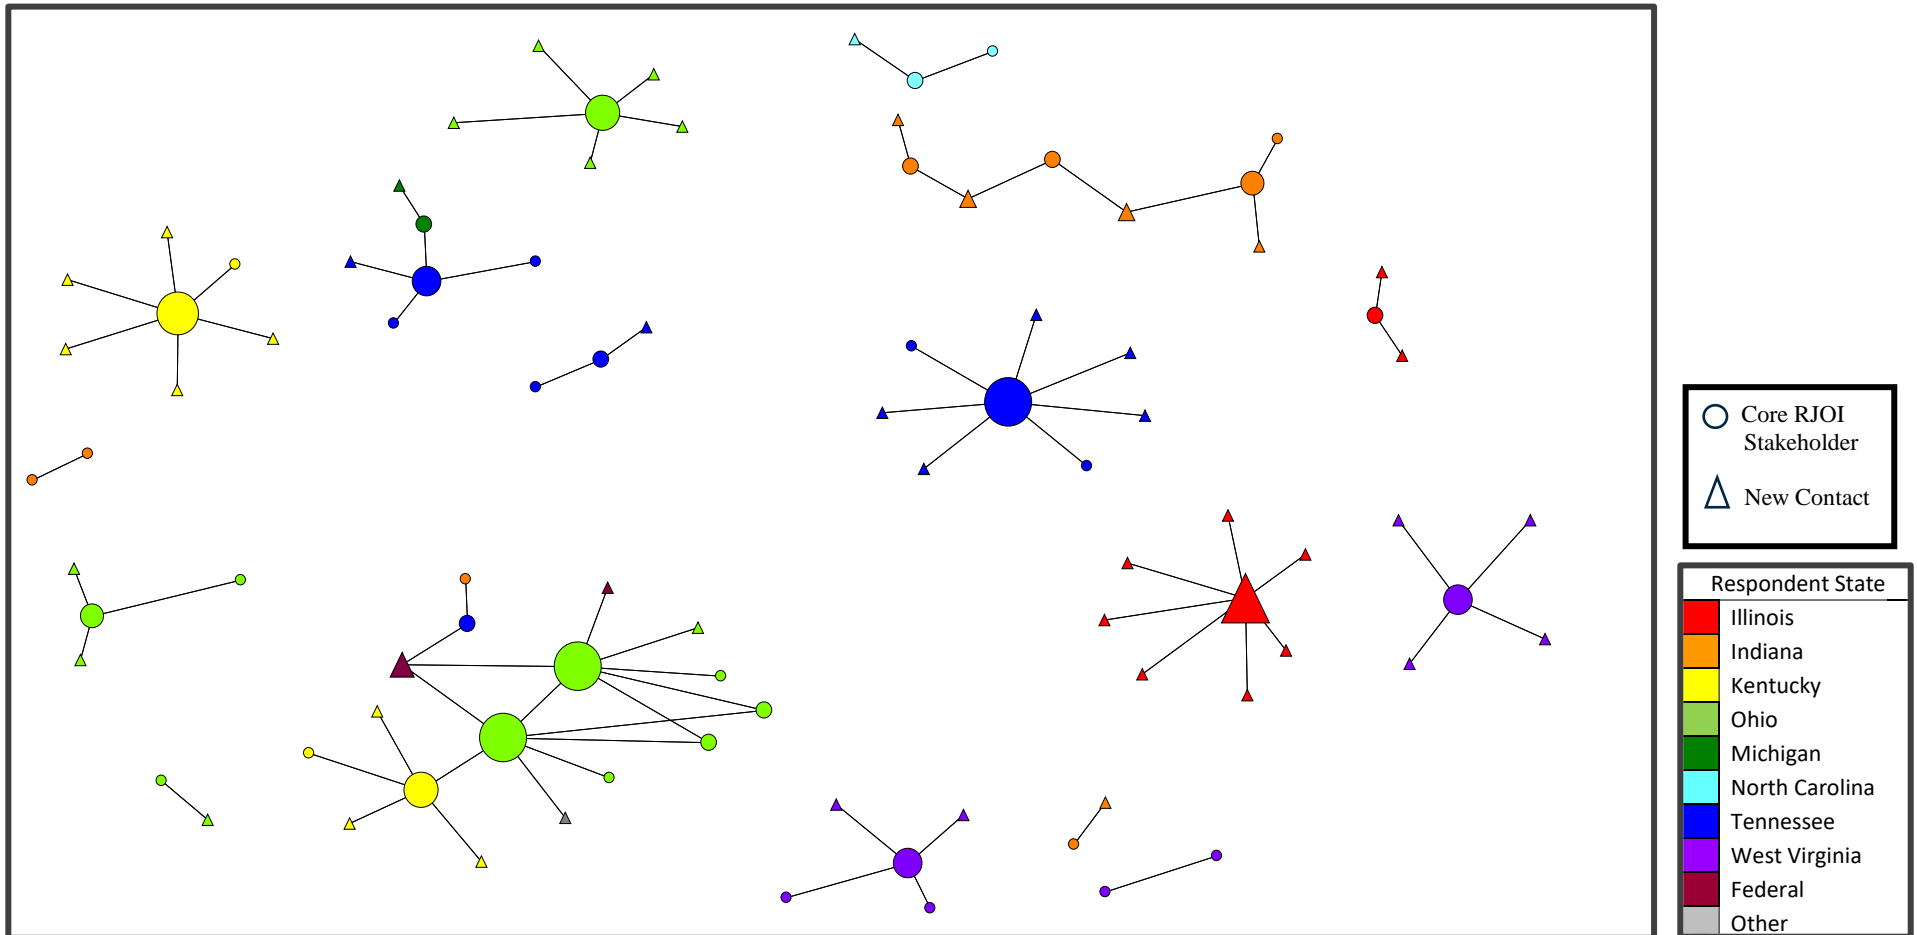 Core RJOI
Stakeholder
New Contact
Respondent State
Illinois
Indiana
Kentucky
Ohio
Michigan
North Carolina
Tennessee
West Virginia
Federal
Other